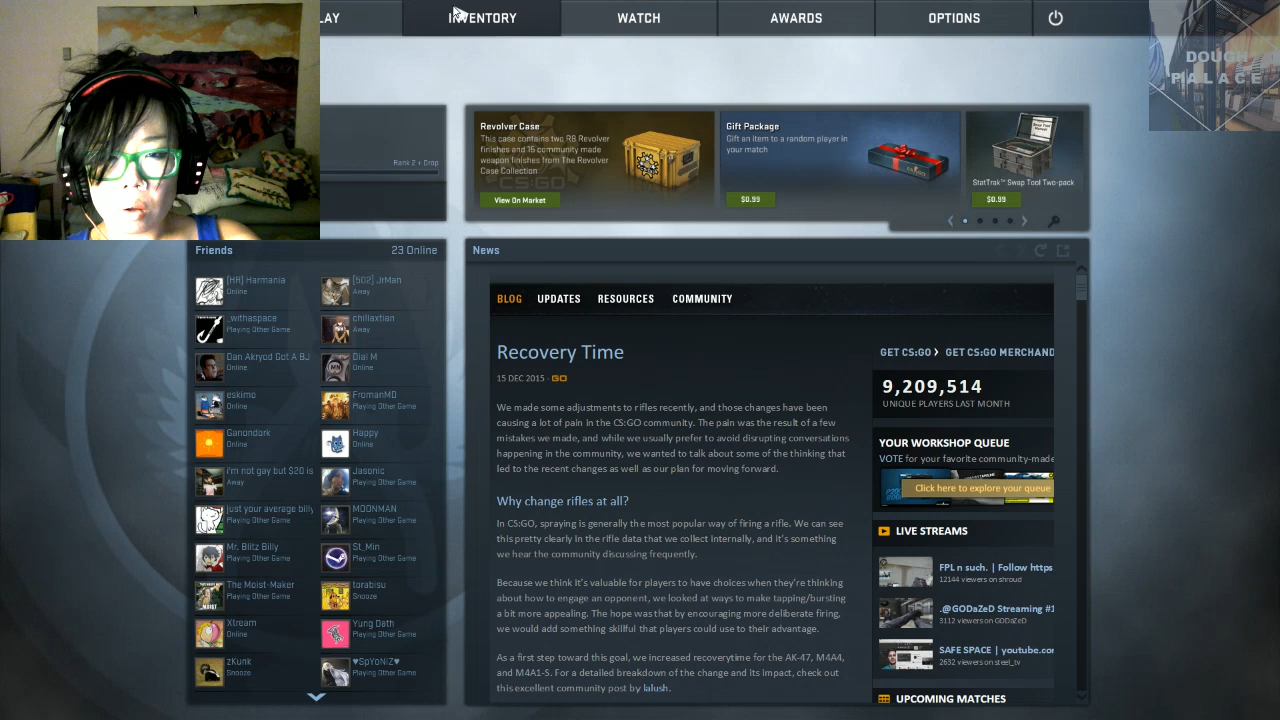 LAY
INVENTORY
WATCH
AWARDS
OPTIONS
DOUGH
PALACE
Rank 2 + Drop
Revolver Case
This case contains two R8 Revolver
finishes and 15 community made
weapon finishes from The Revolver
Case Collection
CS:GO
View On Market
Gift Package
Gift an item to a random player in
your match
$0.99
StatTrak™ Swap Tool Two-pack
$0.99
Friends
23 Online
[HR] Harmania
Online
[502] JrMan
Away
_withaspace
Playing Other Game
chillaxtian
Away
Dan Akryod Got A BJ
Online
Dial M
Online
eskimo
Online
FromanMD
Playing Other Game
Ganondork
Online
Happy
Online
i'm not gay but $20 is
Away
Jasonic
Playing Other Game
just your average billy
Playing Other Game
MOONMAN
Playing Other Game
Mr. Blitz Billy
Playing Other Game
St_Min
Playing Other Game
The Moist-Maker
Playing Other Game
torabisu
Snooze
Xtream
Online
Yung Dath
Playing Other Game
zKunk
Snooze
♥SpYoNiZ♥
Playing Other Game
News
BLOG UPDATES RESOURCES COMMUNITY
Recovery Time
15 DEC 2015 - GO
We made some adjustments to rifles recently, and those changes have been
causing a lot of pain in the CS:GO community. The pain was the result of a few
mistakes we made, and while we usually prefer to avoid disrupting conversations
happening in the community, we wanted to talk about some of the thinking that
led to the recent changes as well as our plan for moving forward.
Why change rifles at all?
In CS:GO, spraying is generally the most popular way of firing a rifle. We can see
this pretty clearly in the rifle data that we collect internally, and it's something
we hear the community discussing frequently.
Because we think it's valuable for players to have choices when they're thinking
about how to engage an opponent, we looked at ways to make tapping/bursting
a bit more appealing. The hope was that by encouraging more deliberate firing,
we would add something skillful that players could use to their advantage.
As a first step toward this goal, we increased recoverytime for the AK-47, M4A4,
and M4A1-S. For a detailed breakdown of the change and its impact, check out
this excellent community post by lalush.
GET CS:GO › GET CS:GO MERCHAND
9,209,514
UNIQUE PLAYERS LAST MONTH
YOUR WORKSHOP QUEUE
VOTE for your favorite community-made
Click here to explore your queue
LIVE STREAMS
FPL n such. | Follow https
12144 viewers on shroud
.@GODaZeD Streaming #1
3112 viewers on GODaZeD
SAFE SPACE | youtube.co
2632 viewers on steel_tv
UPCOMING MATCHES